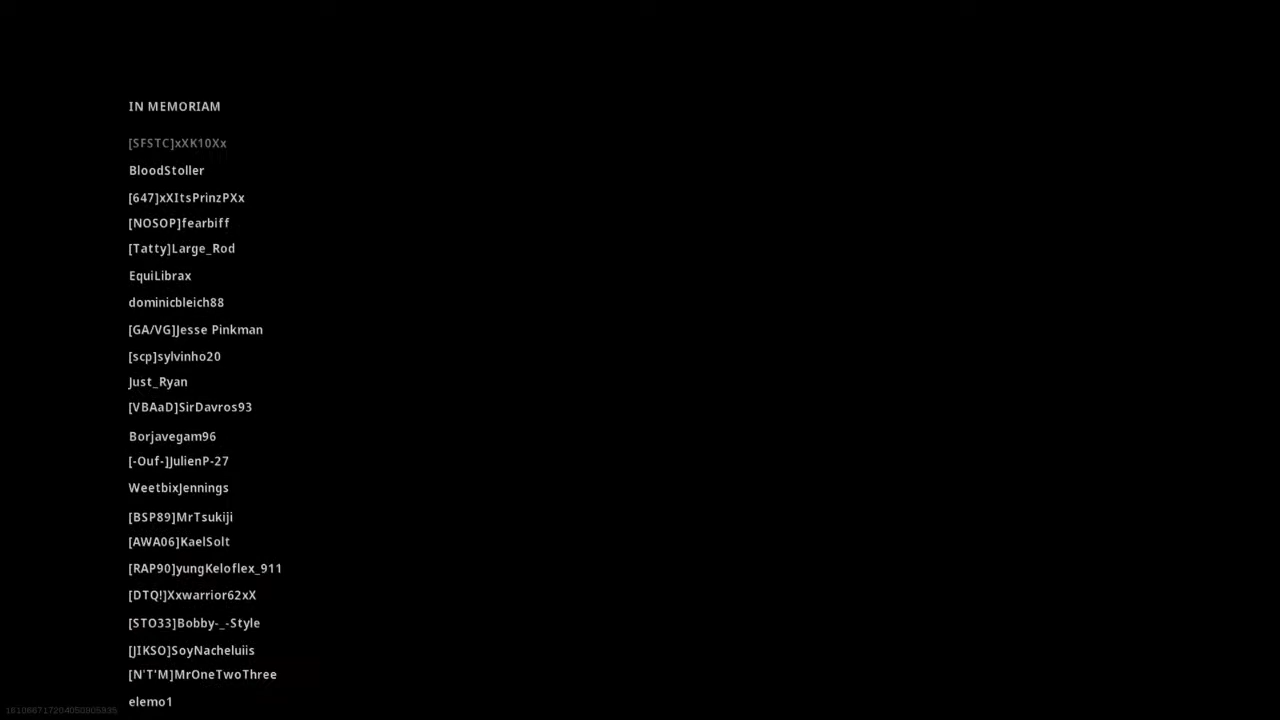 IN MEMORIAM
[SFSTC]xXK10Xx
BloodStoller
[647]xXItsPrinzPXx
[NOSOP]fearbiff
[Tatty]Large_Rod
EquiLibrax
dominicbleich88
[GA/VG]Jesse Pinkman
[scp]sylvinho20
Just_Ryan
[VBAaD]SirDavros93
Borjavegam96
[-Ouf-]JulienP-27
WeetbixJennings
[BSP89]MrTsukiji
[AWA06]KaelSolt
[RAP90]yungKeloflex_911
[DTQ!]Xxwarrior62xX
[STO33]Bobby-_-Style
[JIKSO]SoyNacheluiis
[N'T'M]MrOneTwoThree
elemo1